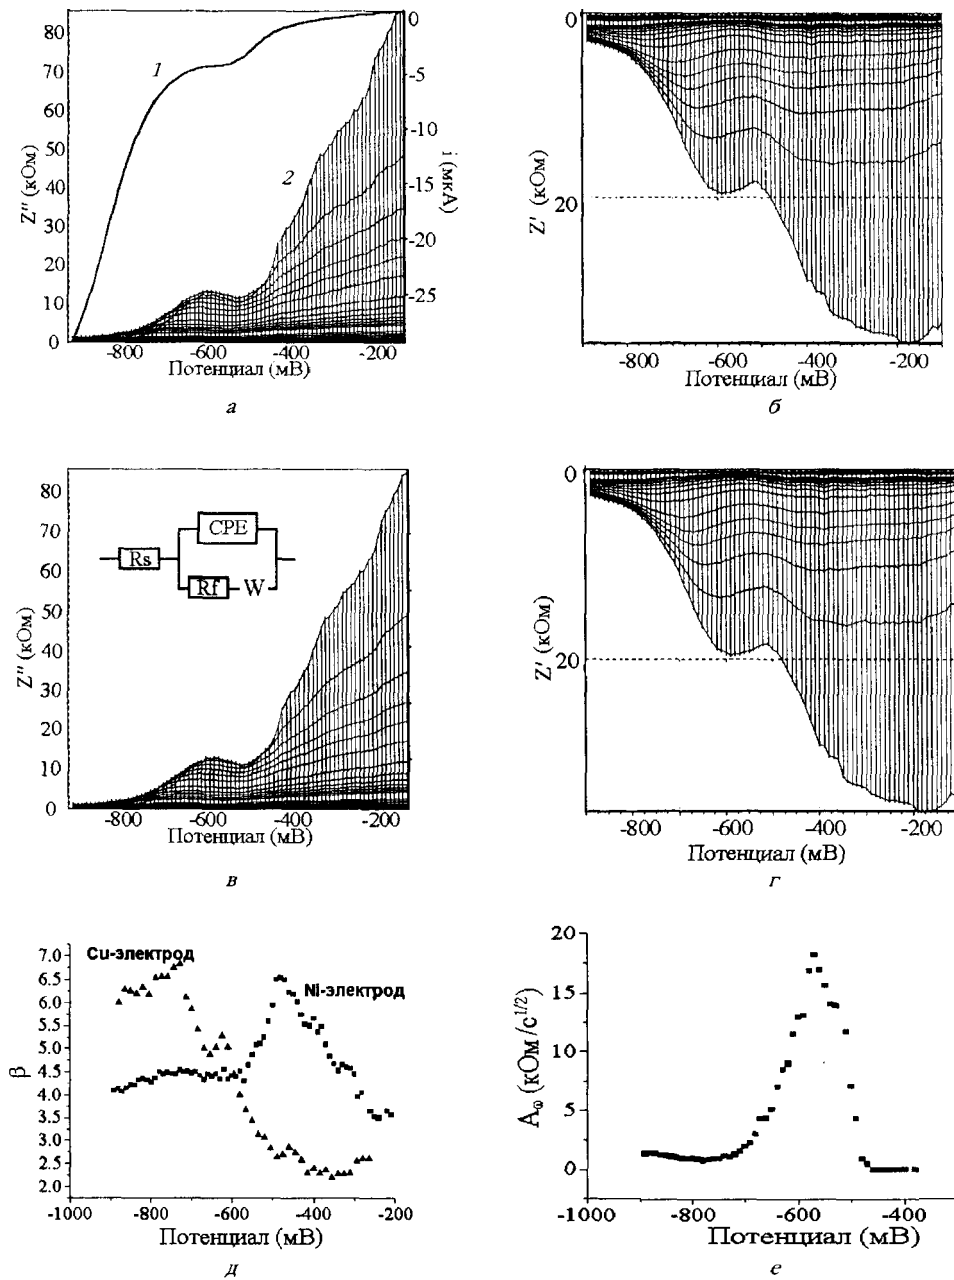 85
80
70
60
50
40
30
20
10
0
Z″ (кОм)
1
2
0
-5
-10
-15
-20
-25
i (мкА)
-800 -600 -400 -200
Потенциал (мВ)
а
0
20
Z′ (кОм)
-800 -600 -400 -200
Потенциал (мВ)
б
80
70
60
50
40
30
20
10
0
Z″ (кОм)
CPE
Rs
Rf W
-800 -600 -400 -200
Потенциал (мВ)
в
0
20
Z′ (кОм)
-800 -600 -400 -200
Потенциал (мВ)
г
7.0
6.5
6.0
5.5
5.0
4.5
4.0
3.5
3.0
2.5
2.0
β
Cu-электрод
Ni-электрод
-1000 -800 -600 -400 -200
Потенциал (мВ)
д
20
15
10
5
0
Aω (кОм/с1/2)
-1000 -800 -600 -400
Потенциал (мВ)
е